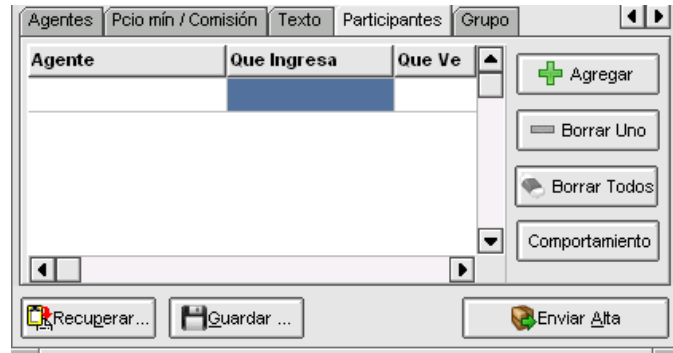 Agentes Pcio mín / Comisión Texto Participantes Grupo
Agente Que Ingresa Que Ve
Agregar
Borrar Uno
Borrar Todos
Comportamiento
Recuperar... Guardar ... Enviar Alta